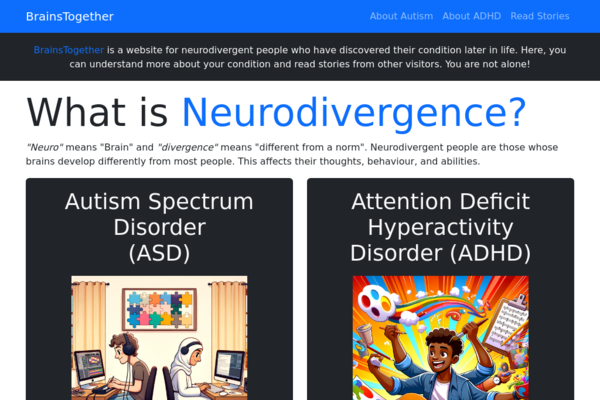 BrainsTogether
About Autism About ADHD Read Stories
BrainsTogether is a website for neurodivergent people who have discovered their condition later in life. Here, you
can understand more about your condition and read stories from other visitors. You are not alone!
What is Neurodivergence?
"Neuro" means "Brain" and "divergence" means "different from a norm". Neurodivergent people are those whose
brains develop differently from most people. This affects their thoughts, behaviour, and abilities.
Autism Spectrum
Disorder
(ASD)
Attention Deficit
Hyperactivity
Disorder (ADHD)